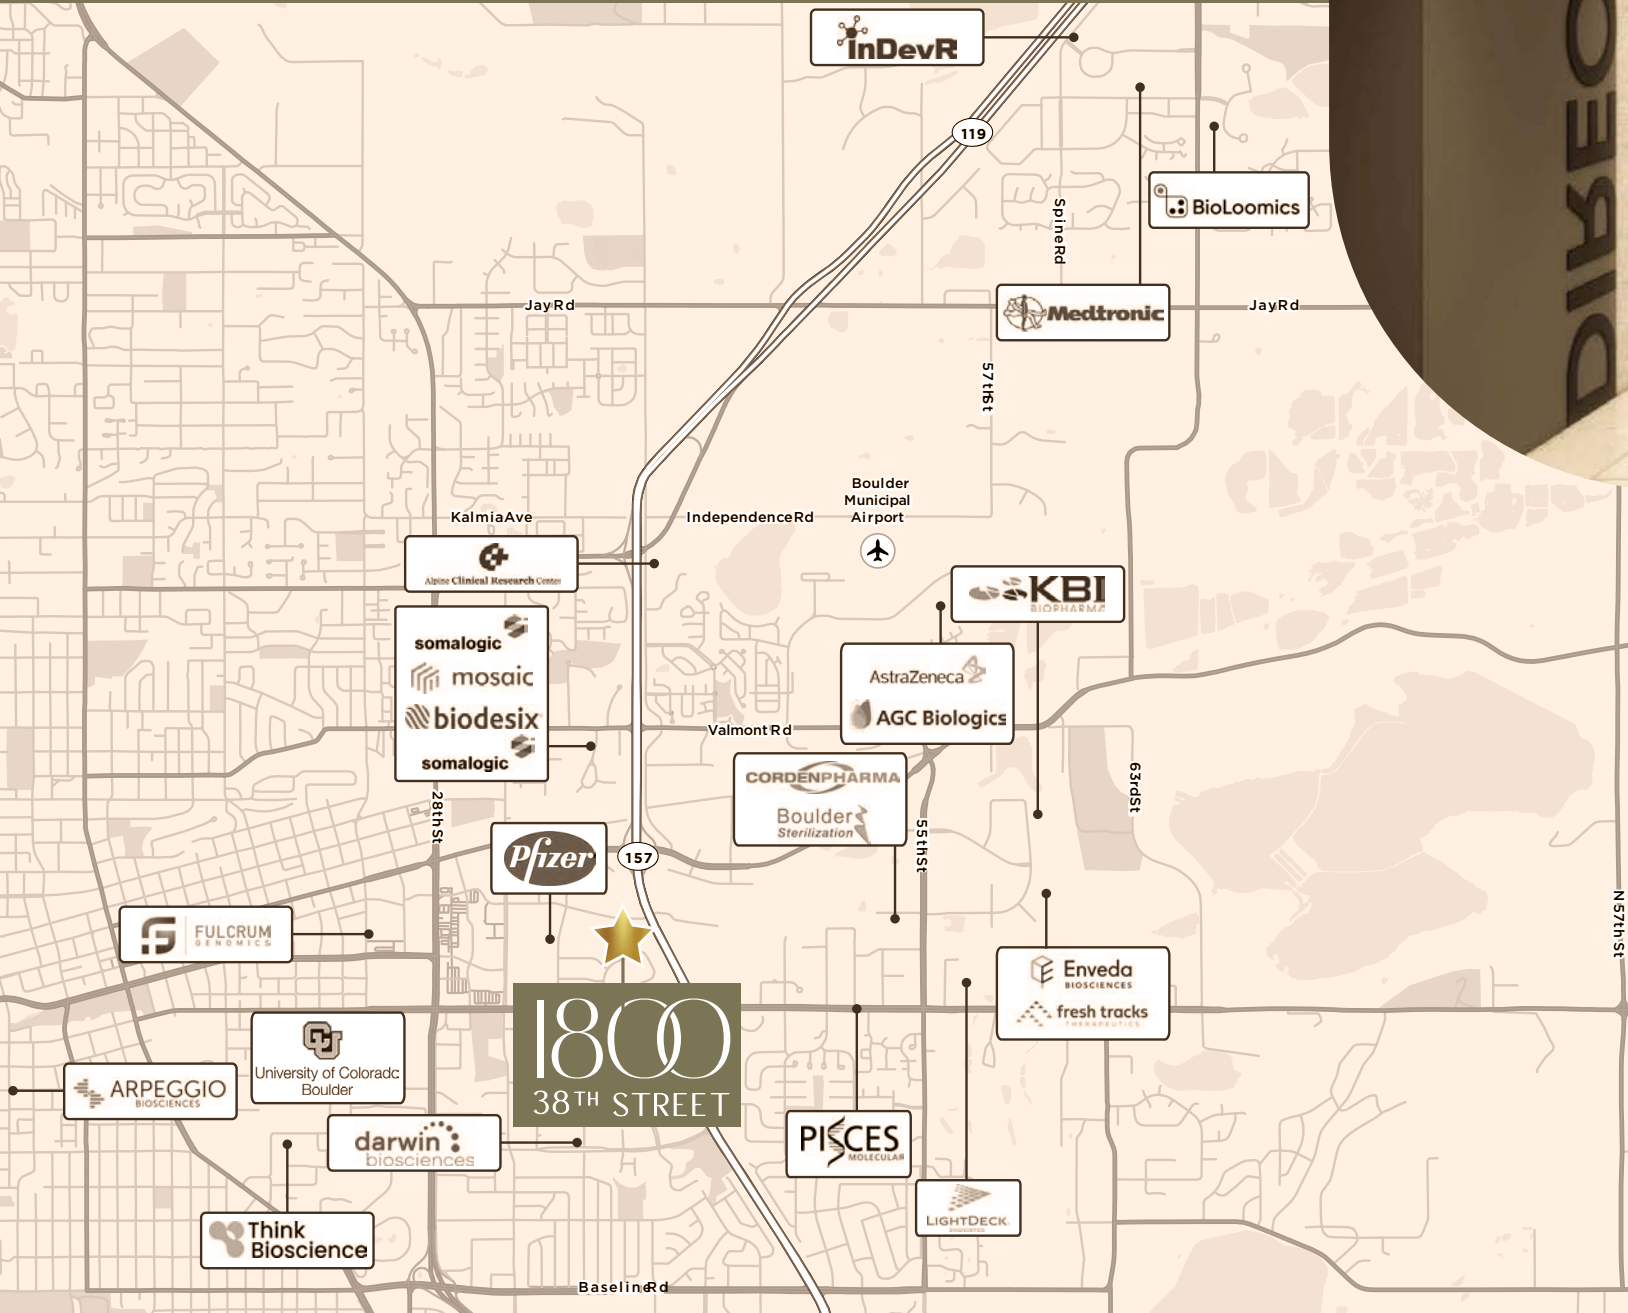 inDevR
119
DIREC
BioLoomics
Spine Rd
Jay Rd
Medtronic
Jay Rd
57th St
Boulder
Municipal
Airport
Kalmia Ave
Independence Rd
Alpine Clinical Research Center
KBI
BIOPHARMA
somalogic
mosaic
biodesix
somalogic
AstraZeneca
AGC Biologics
Valmont Rd
CORDENPHARMA
Boulder
Sterilization
63rd St
28th St
55th St
Pfizer
157
FULCRUM
GENOMICS
N 57th St
Enveda
BIOSCIENCES
fresh tracks
THERAPEUTICS
1800
38TH STREET
CU
University of Colorado
Boulder
ARPEGGIO
BIOSCIENCES
darwin
biosciences
PISCES
MOLECULAR
LIGHTDECK
DIAGNOSTICS
Think
Bioscience
Baseline Rd